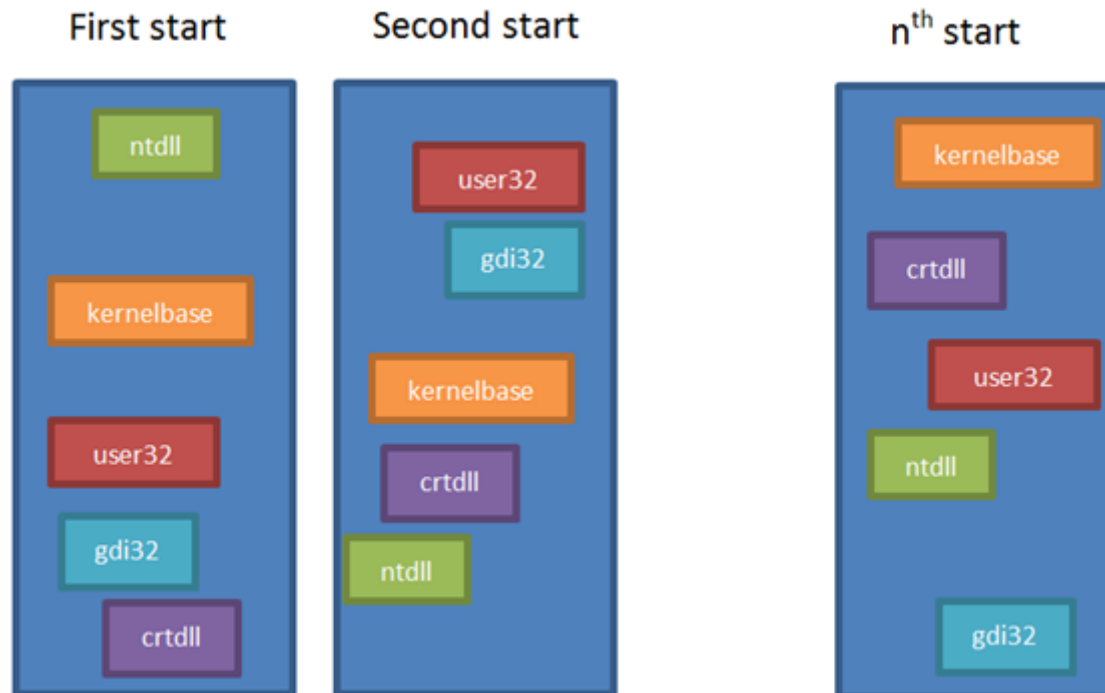 First start
ntdll
kernelbase
user32
gdi32
crtdll
Second start
user32
gdi32
kernelbase
crtdll
ntdll
nth start
kernelbase
crtdll
user32
ntdll
gdi32